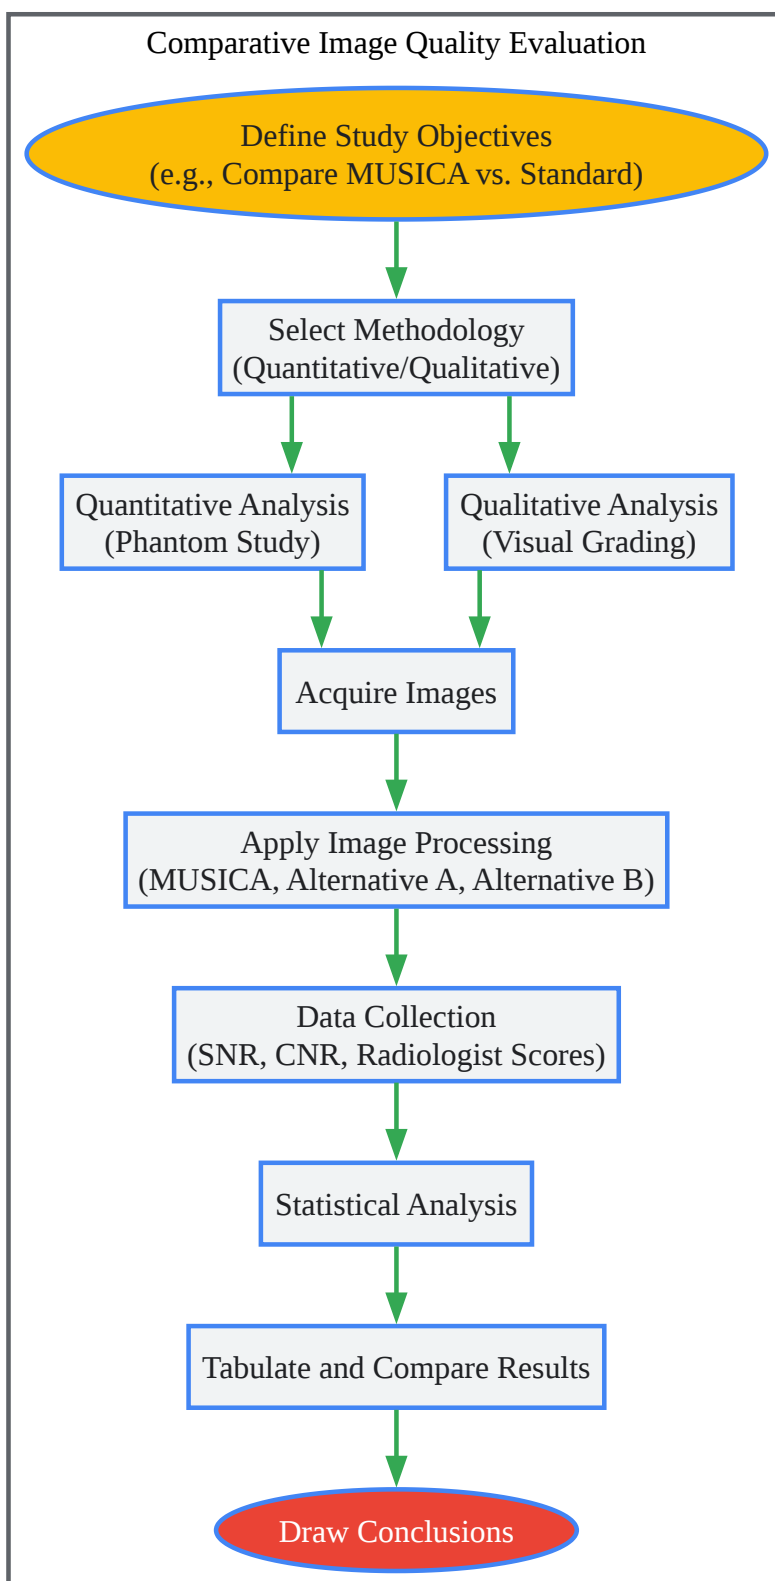 Comparative Image Quality Evaluation
Define Study Objectives
(e.g., Compare MUSICA vs. Standard)
Select Methodology
(Quantitative/Qualitative)
Quantitative Analysis
(Phantom Study)
Qualitative Analysis
(Visual Grading)
Acquire Images
Apply Image Processing
(MUSICA, Alternative A, Alternative B)
Data Collection
(SNR, CNR, Radiologist Scores)
Statistical Analysis
Tabulate and Compare Results
Draw Conclusions